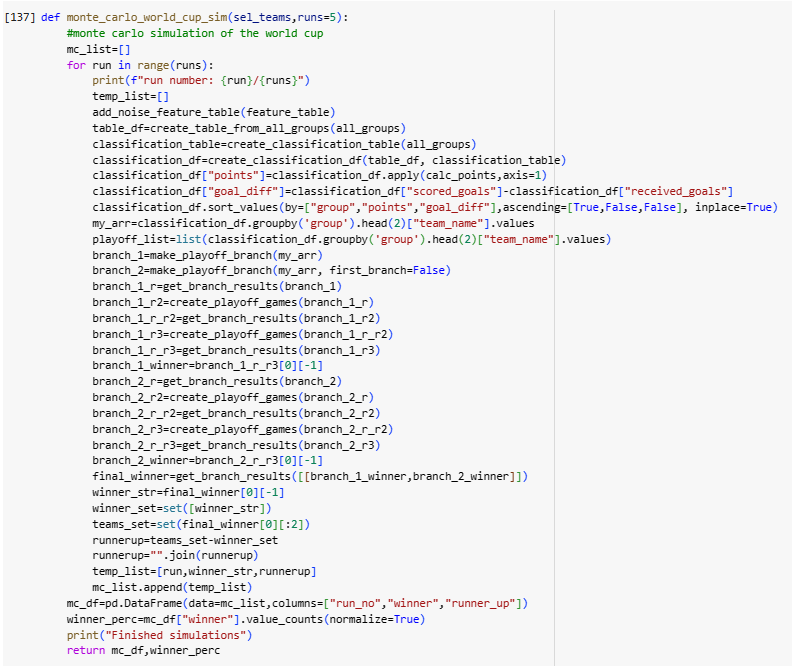 [137] def monte_carlo_world_cup_sim(sel_teams,runs=5):
#monte carlo simulation of the world cup
mc_list=[]
for run in range(runs):
print(f"run number: {run}/{runs}")
temp_list=[]
add_noise_feature_table(feature_table)
table_df=create_table_from_all_groups(all_groups)
classification_table=create_classification_table(all_groups)
classification_df=create_classification_df(table_df, classification_table)
classification_df["points"]=classification_df.apply(calc_points,axis=1)
classification_df["goal_diff"]=classification_df["scored_goals"]-classification_df["received_goals"]
classification_df.sort_values(by=["group","points","goal_diff"],ascending=[True,False,False], inplace=True)
my_arr=classification_df.groupby('group').head(2)["team_name"].values
playoff_list=list(classification_df.groupby('group').head(2)["team_name"].values)
branch_1=make_playoff_branch(my_arr)
branch_2=make_playoff_branch(my_arr, first_branch=False)
branch_1_r=get_branch_results(branch_1)
branch_1_r2=create_playoff_games(branch_1_r)
branch_1_r_r2=get_branch_results(branch_1_r2)
branch_1_r3=create_playoff_games(branch_1_r_r2)
branch_1_r_r3=get_branch_results(branch_1_r3)
branch_1_winner=branch_1_r_r3[0][-1]
branch_2_r=get_branch_results(branch_2)
branch_2_r2=create_playoff_games(branch_2_r)
branch_2_r_r2=get_branch_results(branch_2_r2)
branch_2_r3=create_playoff_games(branch_2_r_r2)
branch_2_r_r3=get_branch_results(branch_2_r3)
branch_2_winner=branch_2_r_r3[0][-1]
final_winner=get_branch_results([[branch_1_winner,branch_2_winner]])
winner_str=final_winner[0][-1]
winner_set=set([winner_str])
teams_set=set(final_winner[0][:2])
runnerup=teams_set-winner_set
runnerup="".join(runnerup)
temp_list=[run,winner_str,runnerup]
mc_list.append(temp_list)
mc_df=pd.DataFrame(data=mc_list,columns=["run_no","winner","runner_up"])
winner_perc=mc_df["winner"].value_counts(normalize=True)
print("Finished simulations")
return mc_df,winner_perc